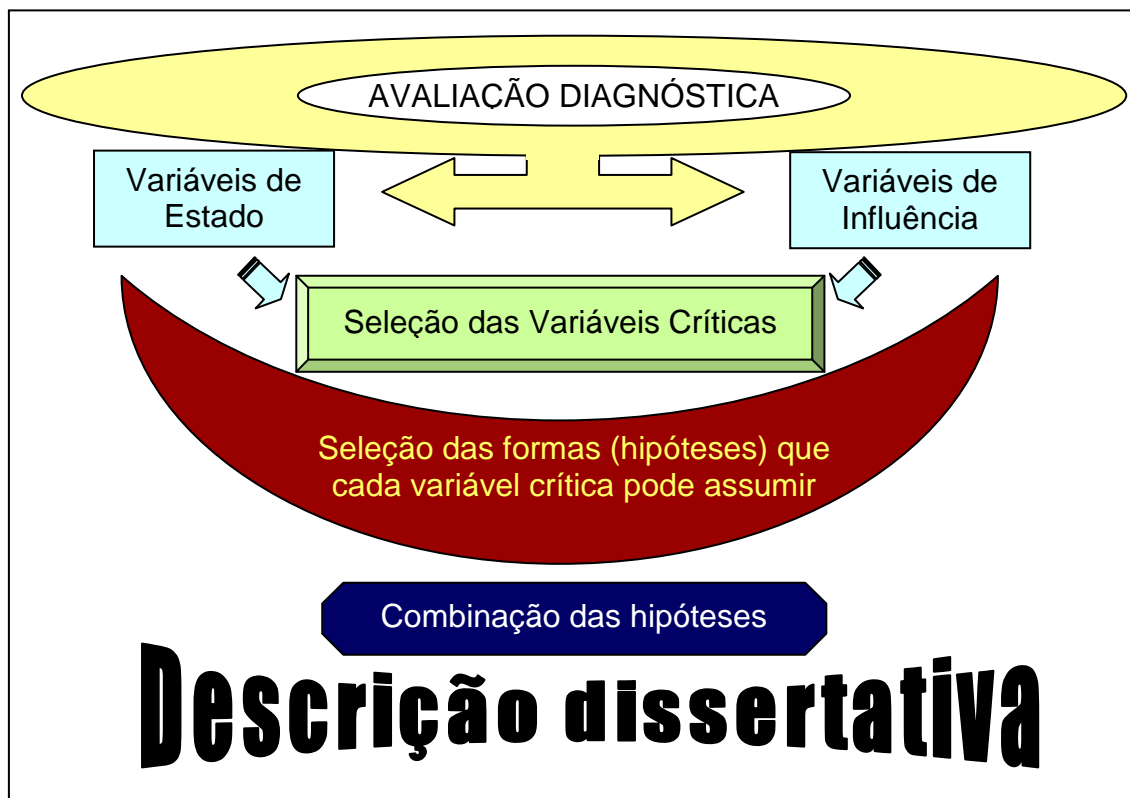 AVALIAÇÃO DIAGNÓSTICA
Variáveis de
Estado
Variáveis de
Influência
Seleção das Variáveis Críticas
Seleção das formas (hipóteses) que
cada variável crítica pode assumir
Combinação das hipóteses
Descrição dissertativa